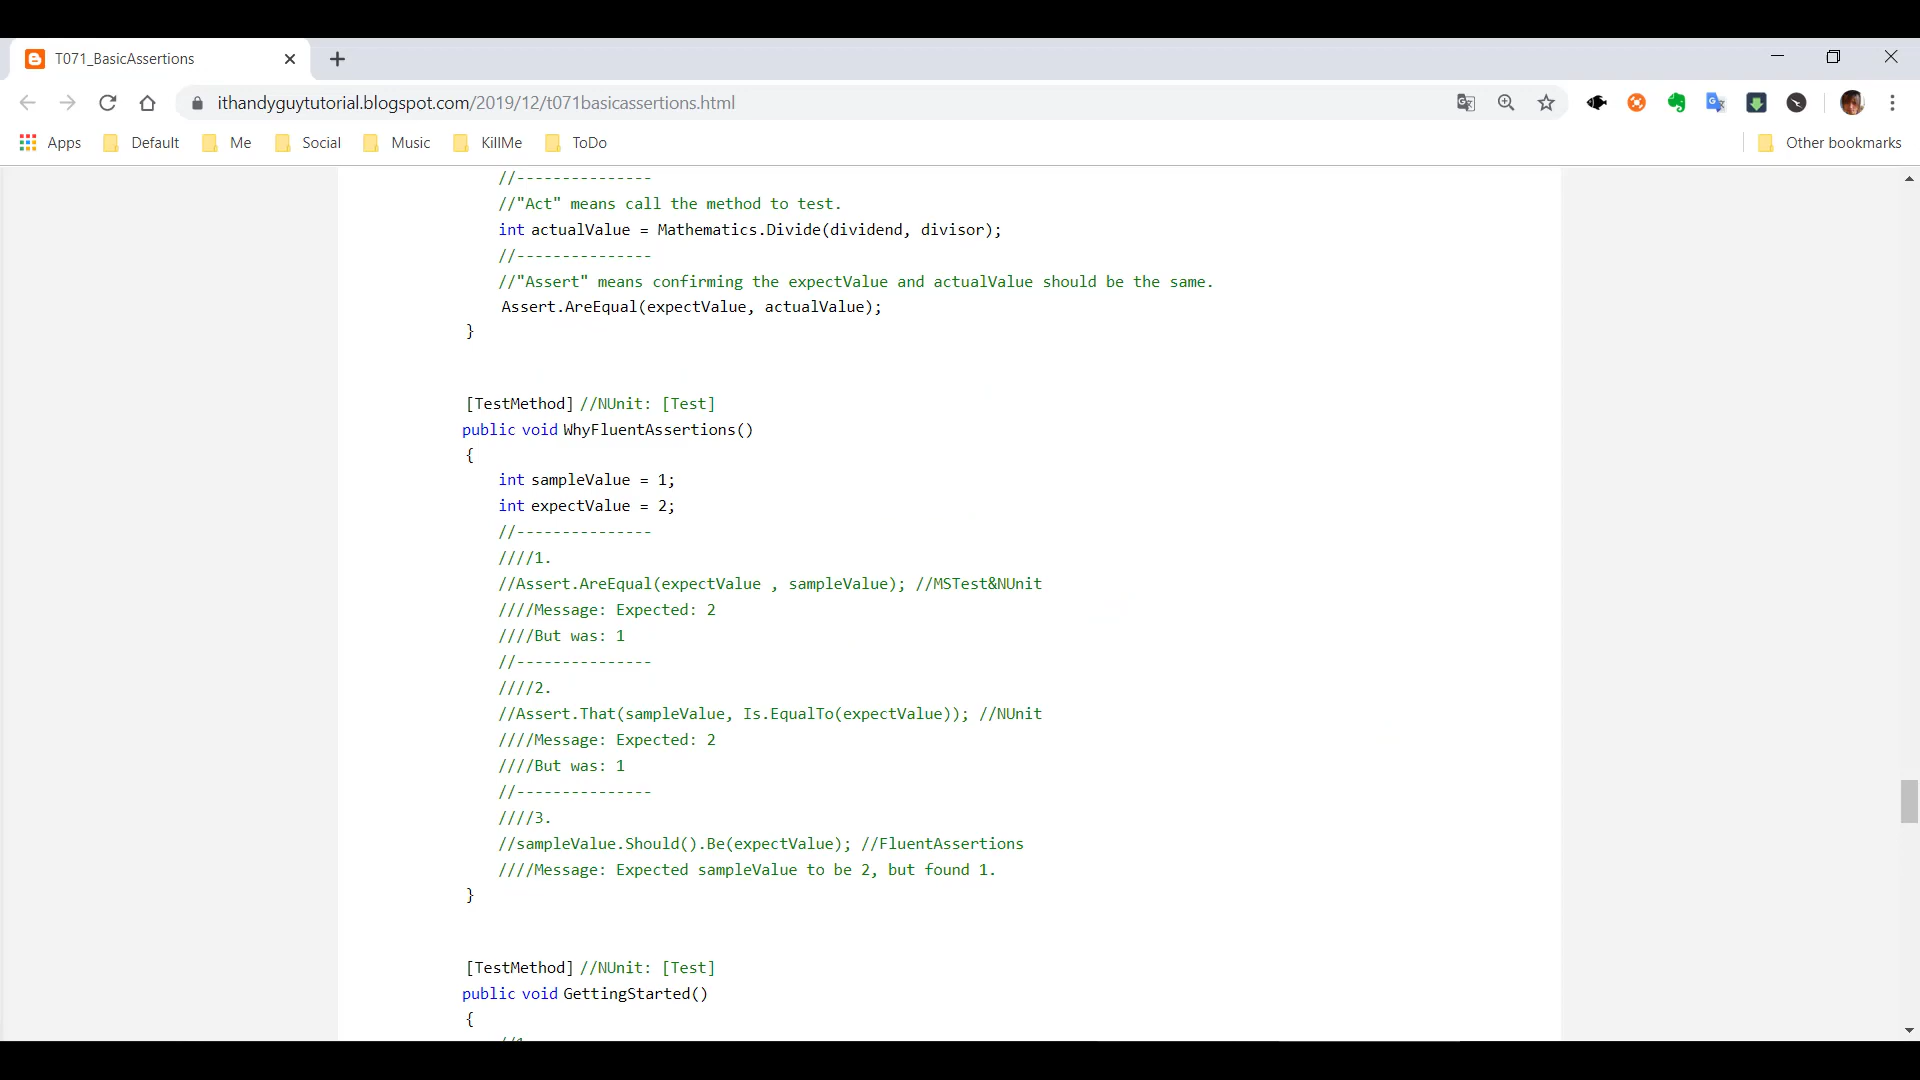 T071_BasicAssertions
ithandyguytutorial.blogspot.com/2019/12/t071basicassertions.html
Apps Default Me Social Music KillMe ToDo Other bookmarks
//---------------
//"Act" means call the method to test.
int actualValue = Mathematics.Divide(dividend, divisor);
//---------------
//"Assert" means confirming the expectValue and actualValue should be the same.
Assert.AreEqual(expectValue, actualValue);
}
[TestMethod] //NUnit: [Test]
public void WhyFluentAssertions()
{
int sampleValue = 1;
int expectValue = 2;
//---------------
////1.
//Assert.AreEqual(expectValue , sampleValue); //MSTest&NUnit
////Message: Expected: 2
////But was: 1
//---------------
////2.
//Assert.That(sampleValue, Is.EqualTo(expectValue)); //NUnit
////Message: Expected: 2
////But was: 1
//---------------
////3.
//sampleValue.Should().Be(expectValue); //FluentAssertions
////Message: Expected sampleValue to be 2, but found 1.
}
[TestMethod] //NUnit: [Test]
public void GettingStarted()
{